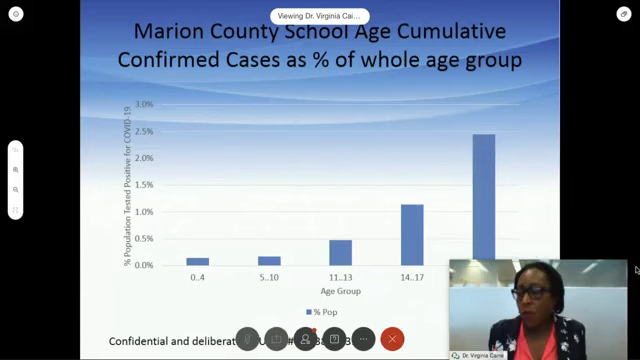 Viewing Dr. Virginia Cai...
Marion County School Age Cumulative
Confirmed Cases as % of whole age group
% Population Tested Positive for COVID-19
3.0%
2.5%
2.0%
1.5%
1.0%
0.5%
0.0%
0..4
5..10
11..13
14..17
Age Group
% Pop
Confidential and deliberat
Dr. Virginia Caine